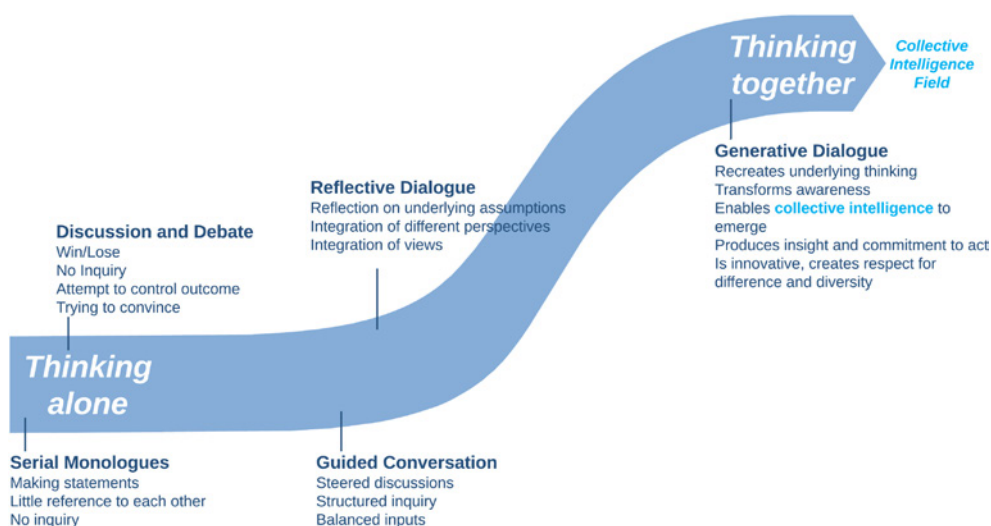 Thinking
together
Collective
Intelligence
Field
Generative Dialogue
Recreates underlying thinking
Transforms awareness
Enables collective intelligence to
emerge
Produces insight and commitment to act
Is innovative, creates respect for
difference and diversity
Reflective Dialogue
Reflection on underlying assumptions
Integration of different perspectives
Integration of views
Discussion and Debate
Win/Lose
No Inquiry
Attempt to control outcome
Trying to convince
Thinking
alone
Serial Monologues
Making statements
Little reference to each other
No inquiry
Guided Conversation
Steered discussions
Structured inquiry
Balanced inputs